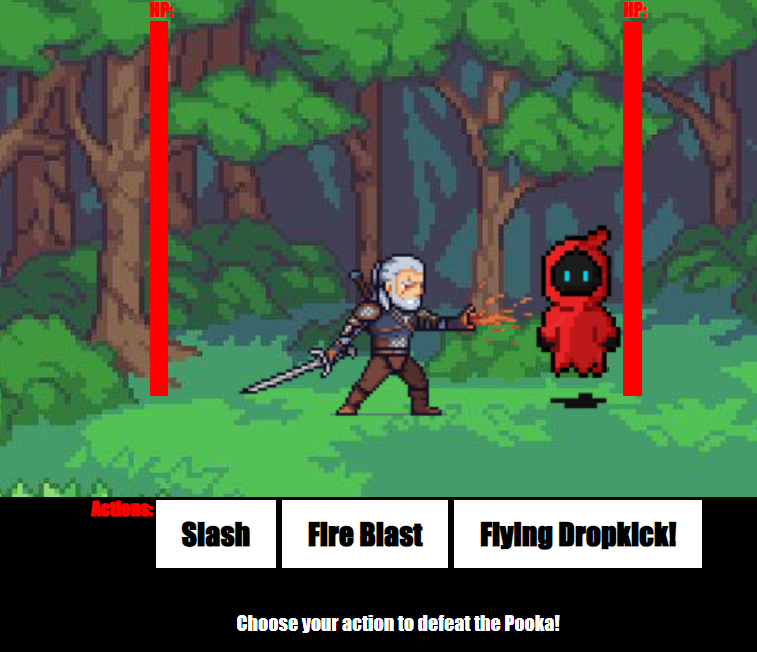 HP:
HP:
Actions:
Slash
Fire Blast
Flying Dropkick!
Choose your action to defeat the Pooka!